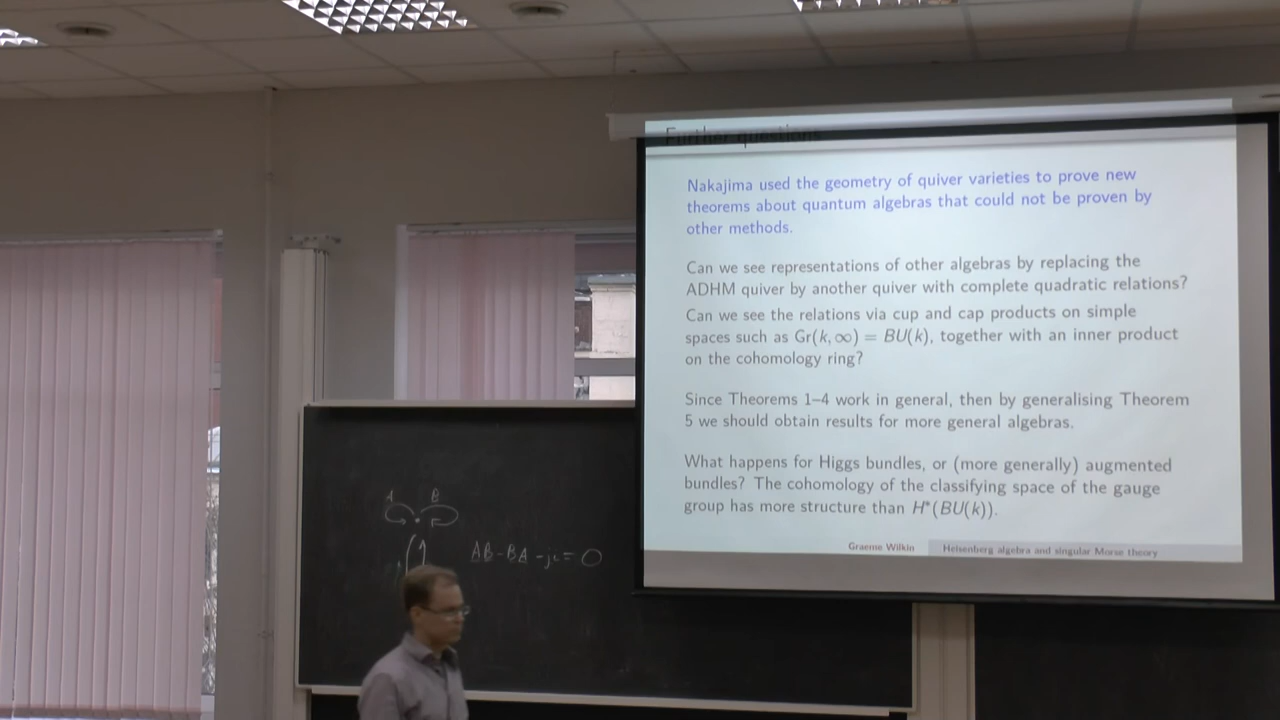 Further questions
Nakajima used the geometry of quiver varieties to prove new
theorems about quantum algebras that could not be proven by
other methods.
Can we see representations of other algebras by replacing the
ADHM quiver by another quiver with complete quadratic relations?
Can we see the relations via cup and cap products on simple
spaces such as Gr(k, ∞) = BU(k), together with an inner product
on the cohomology ring?
Since Theorems 1–4 work in general, then by generalising Theorem
5 we should obtain results for more general algebras.
What happens for Higgs bundles, or (more generally) augmented
bundles? The cohomology of the classifying space of the gauge
group has more structure than H*(BU(k)).
Graeme Wilkin Heisenberg algebra and singular Morse theory
A B
AB - BA - ji = 0